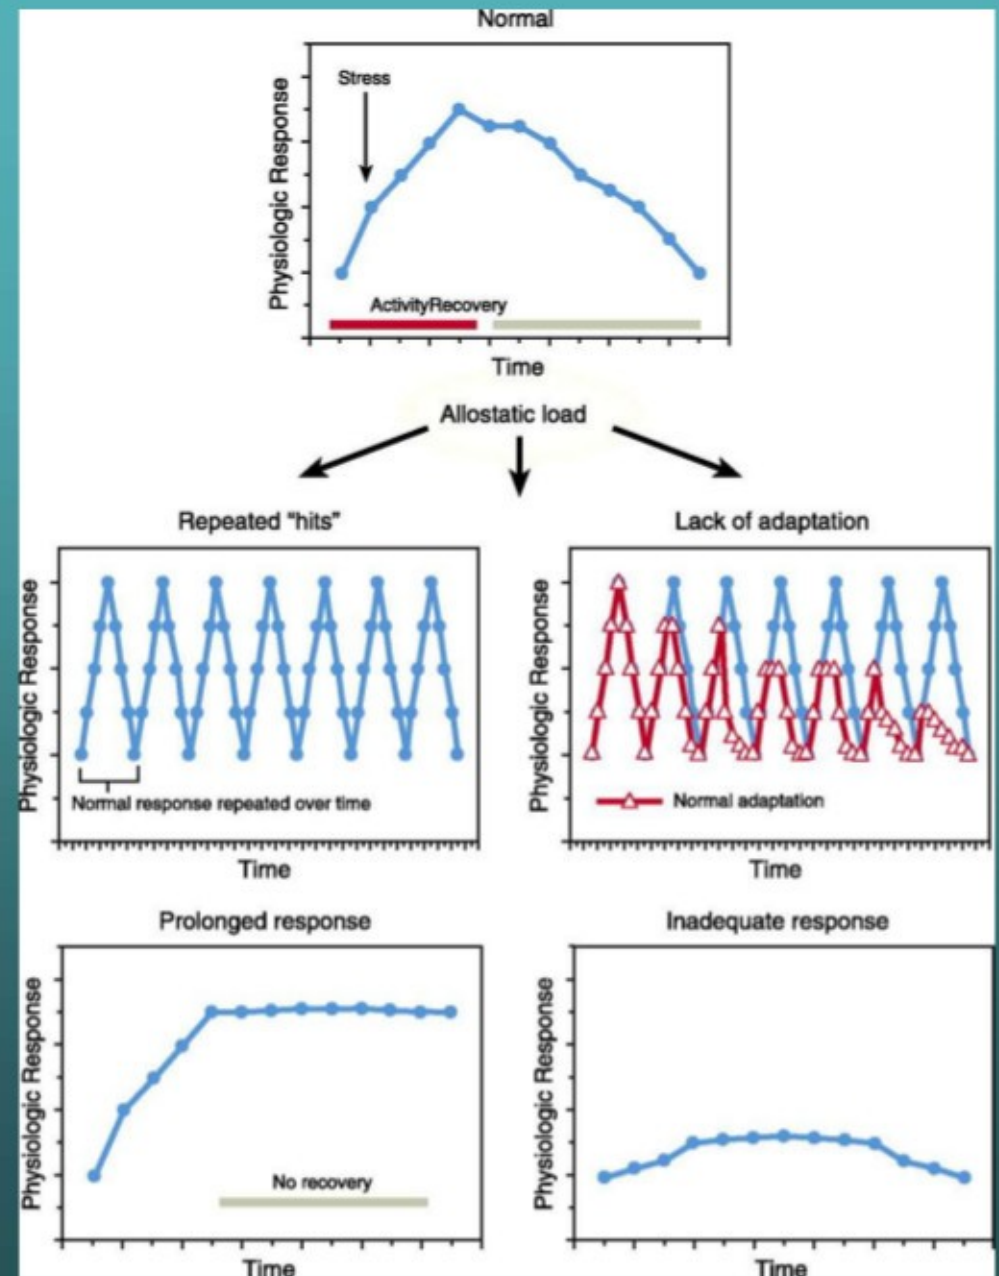 Normal
Physiologic Response
Stress
ActivityRecovery
Time
Allostatic load
Repeated "hits"
Physiologic Response
Normal response repeated over time
Time
Lack of adaptation
Physiologic Response
Normal adaptation
Time
Prolonged response
Physiologic Response
No recovery
Time
Inadequate response
Physiologic Response
Time